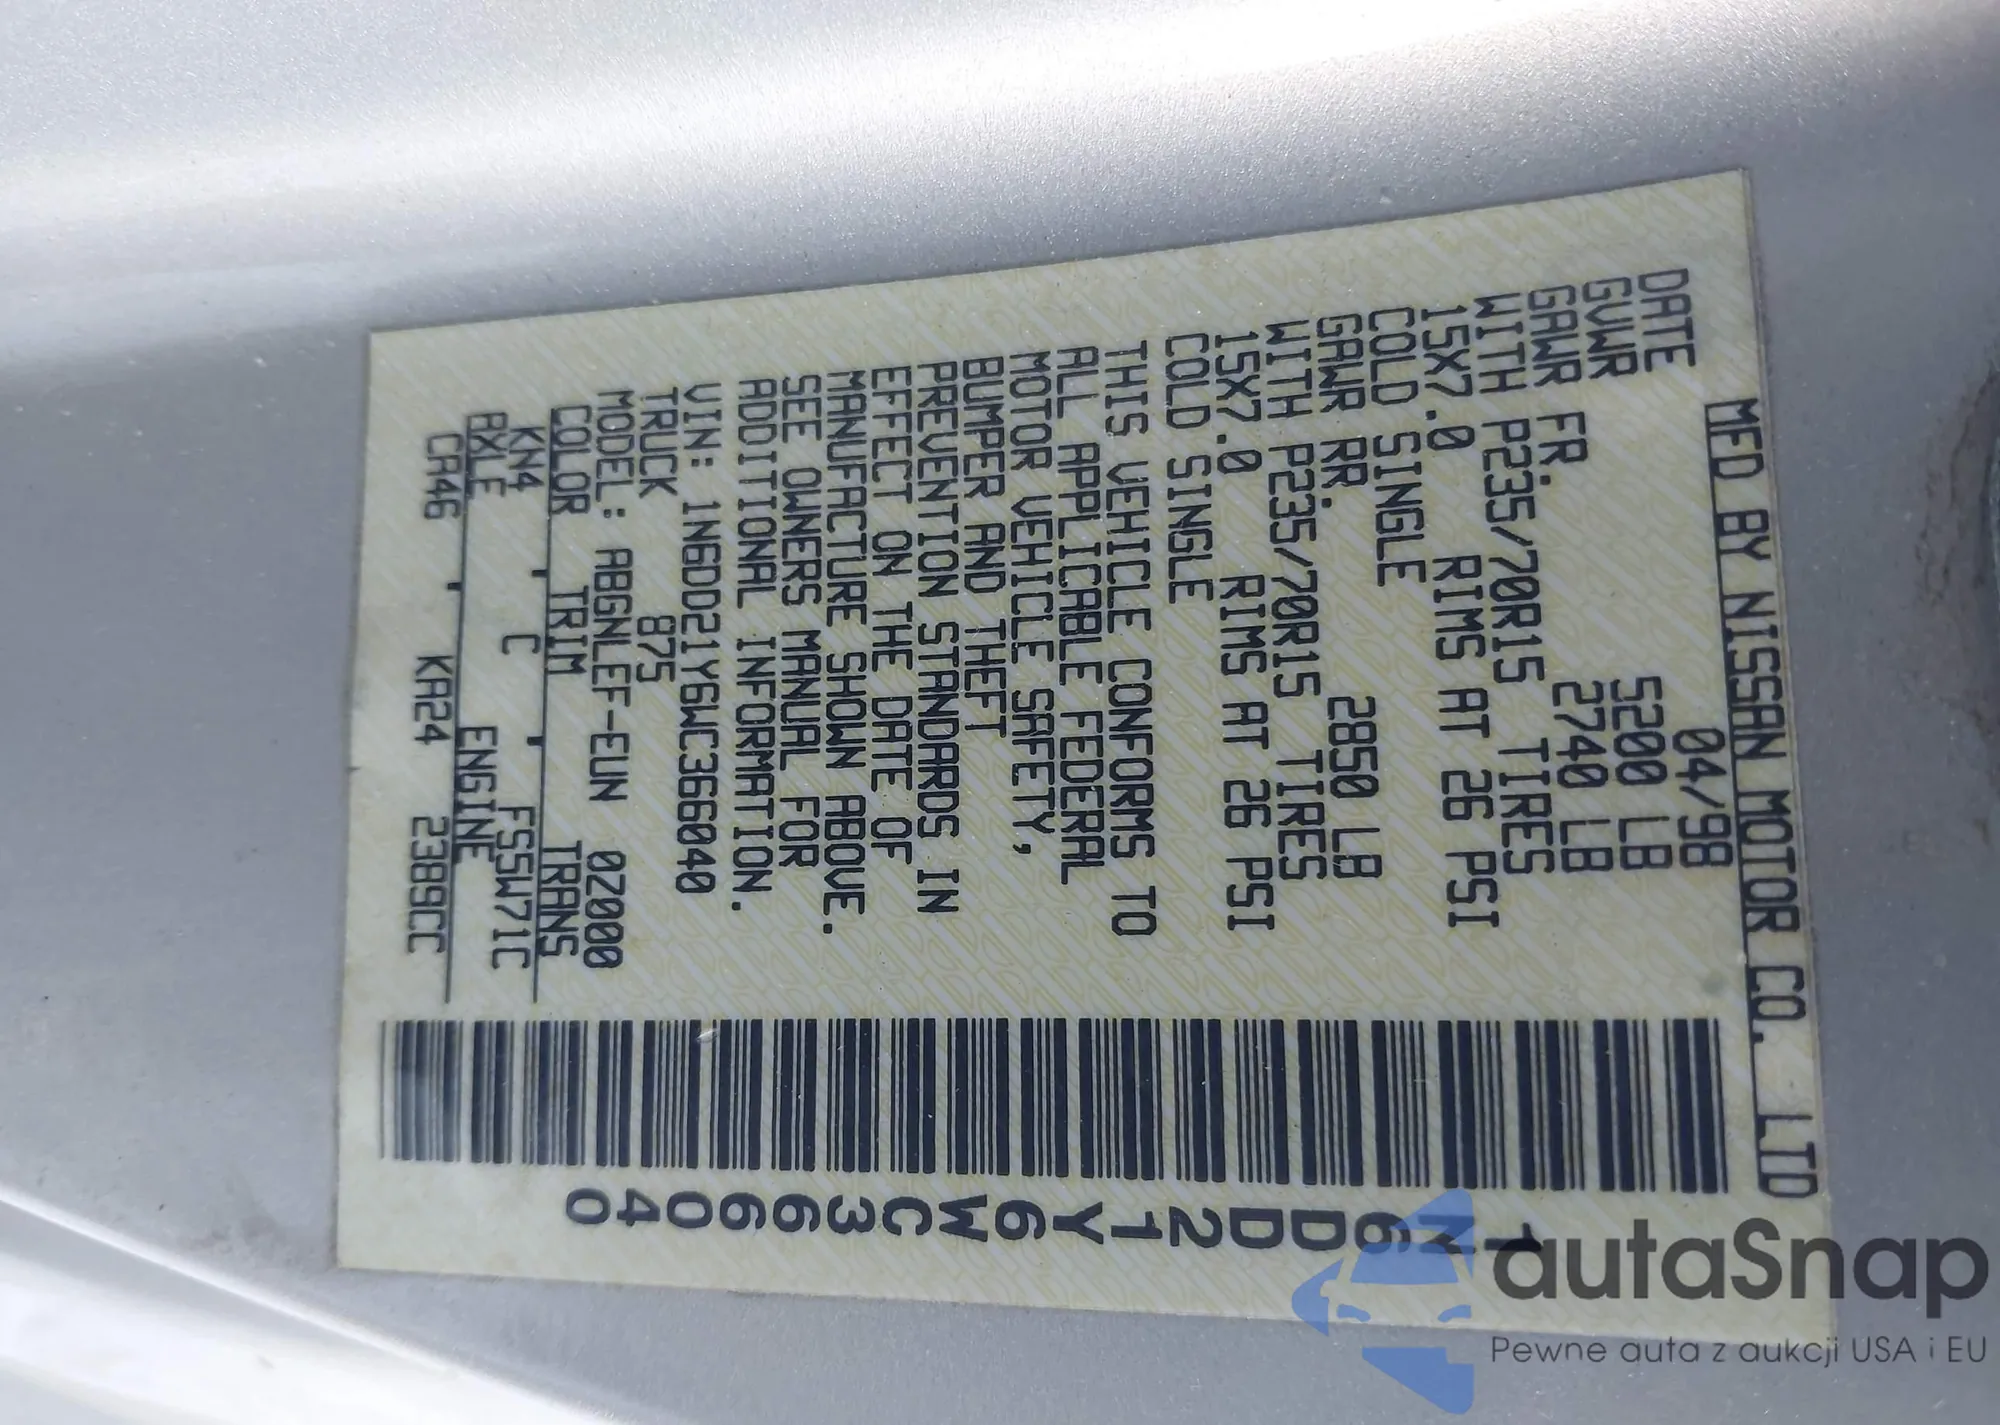 MFD BY NISSAN MOTOR CO. LTD
DATE 04/98
GVWR 5200 LB
GAWR FR. 2740 LB
WITH P235/70R15 TIRES
15X7.0 RIMS AT 26 PSI
COLD SINGLE
GAWR RR. 2850 LB
WITH P235/70R15 TIRES
15X7.0 RIMS AT 26 PSI
COLD SINGLE
THIS VEHICLE CONFORMS TO
ALL APPLICABLE FEDERAL
MOTOR VEHICLE SAFETY,
BUMPER AND THEFT
PREVENTION STANDARDS IN
EFFECT ON THE DATE OF
MANUFACTURE SHOWN ABOVE.
SEE OWNERS MANUAL FOR
ADDITIONAL INFORMATION.
VIN: 1N6DD21Y6WC366040
TRUCK 875
MODEL: ABGNLEF-EUN 0Z000
COLOR TRIM TRANS
KN4 C FS5W71C
AXLE ENGINE
CA46 KA24 2389CC
1N6DD21Y6WC366040
autaSnap
Pewne auta z aukcji USA i EU